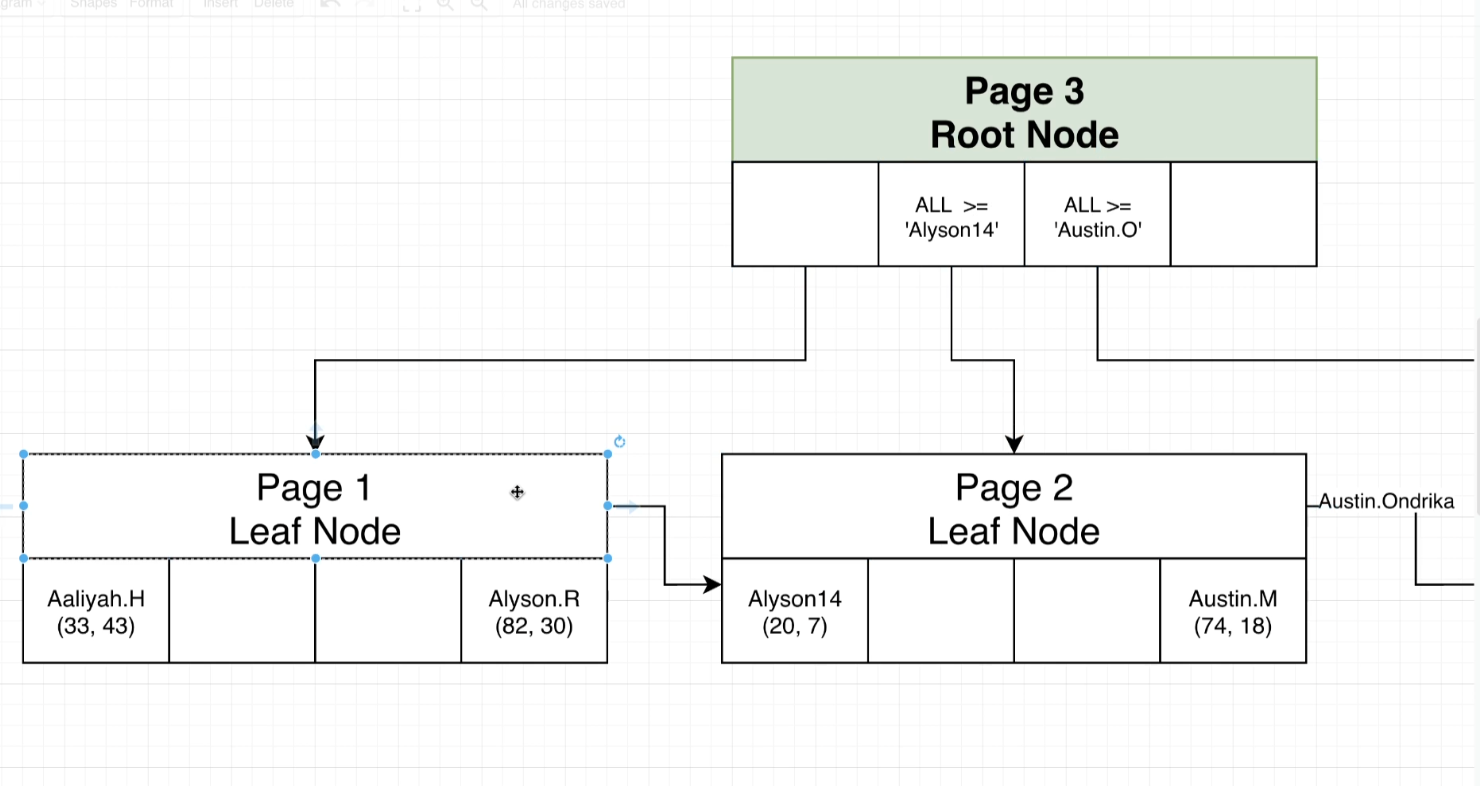 gram
Shapes Format Insert Delete All changes saved
Page 3
Root Node
ALL >=
'Alyson14'
ALL >=
'Austin.O'
Page 1
Leaf Node
Aaliyah.H
(33, 43)
Alyson.R
(82, 30)
Page 2
Leaf Node
Alyson14
(20, 7)
Austin.M
(74, 18)
Austin.Ondrika